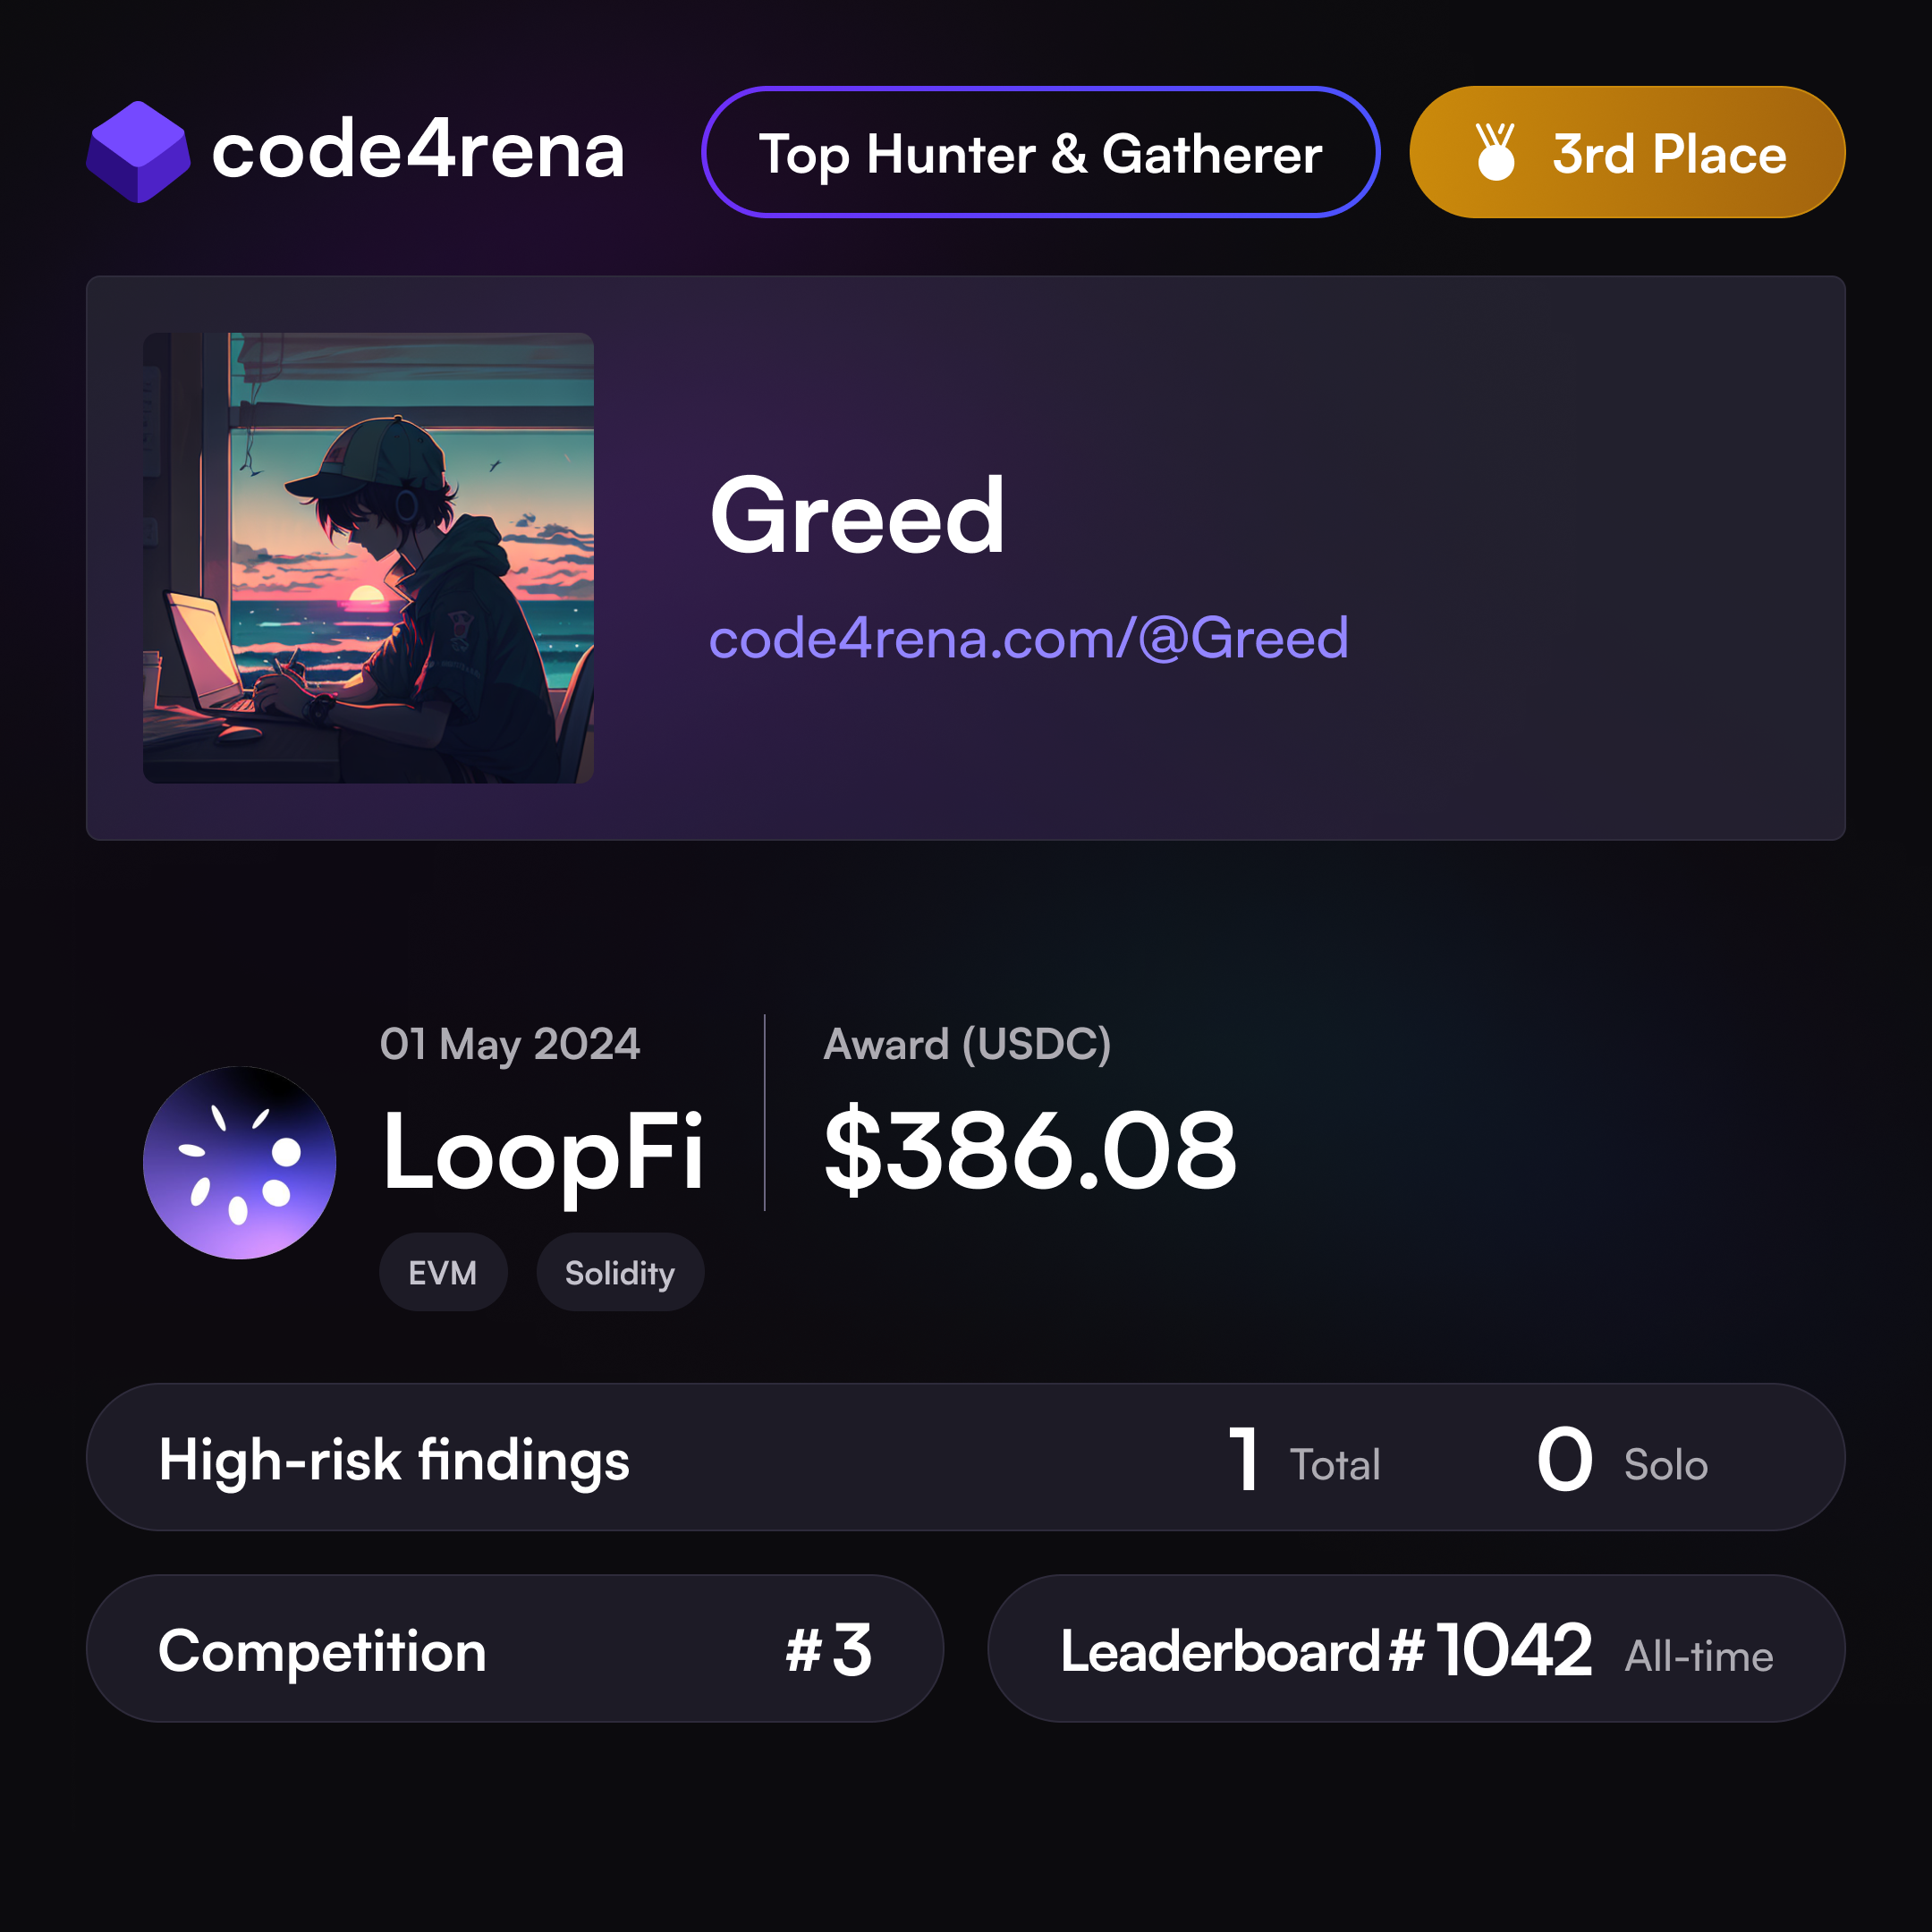 code4rena
Top Hunter & Gatherer
3rd Place
Greed
code4rena.com/@Greed
01 May 2024
LoopFi
EVM
Solidity
Award (USDC)
$386.08
High-risk findings
1 Total
0 Solo
Competition
#3
Leaderboard #1042 All-time